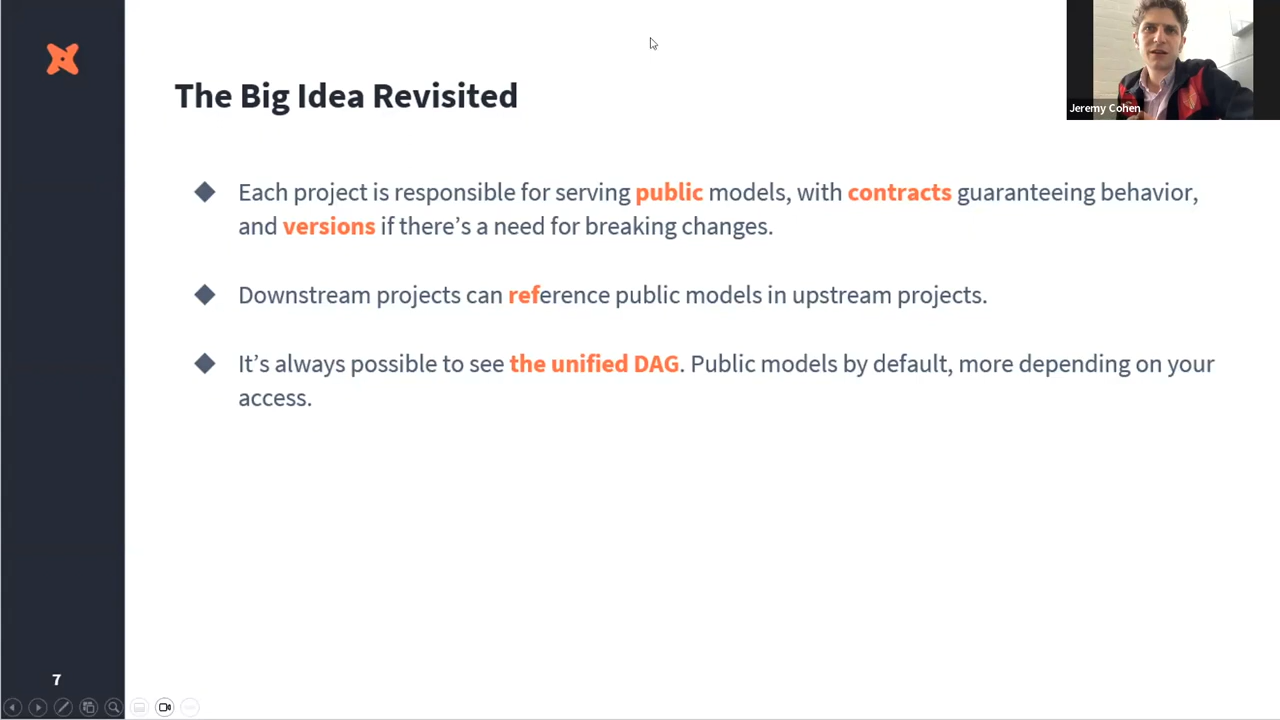 Jeremy Cohen
The Big Idea Revisited
Each project is responsible for serving public models, with contracts guaranteeing behavior,
and versions if there’s a need for breaking changes.
Downstream projects can reference public models in upstream projects.
It’s always possible to see the unified DAG. Public models by default, more depending on your
access.
7